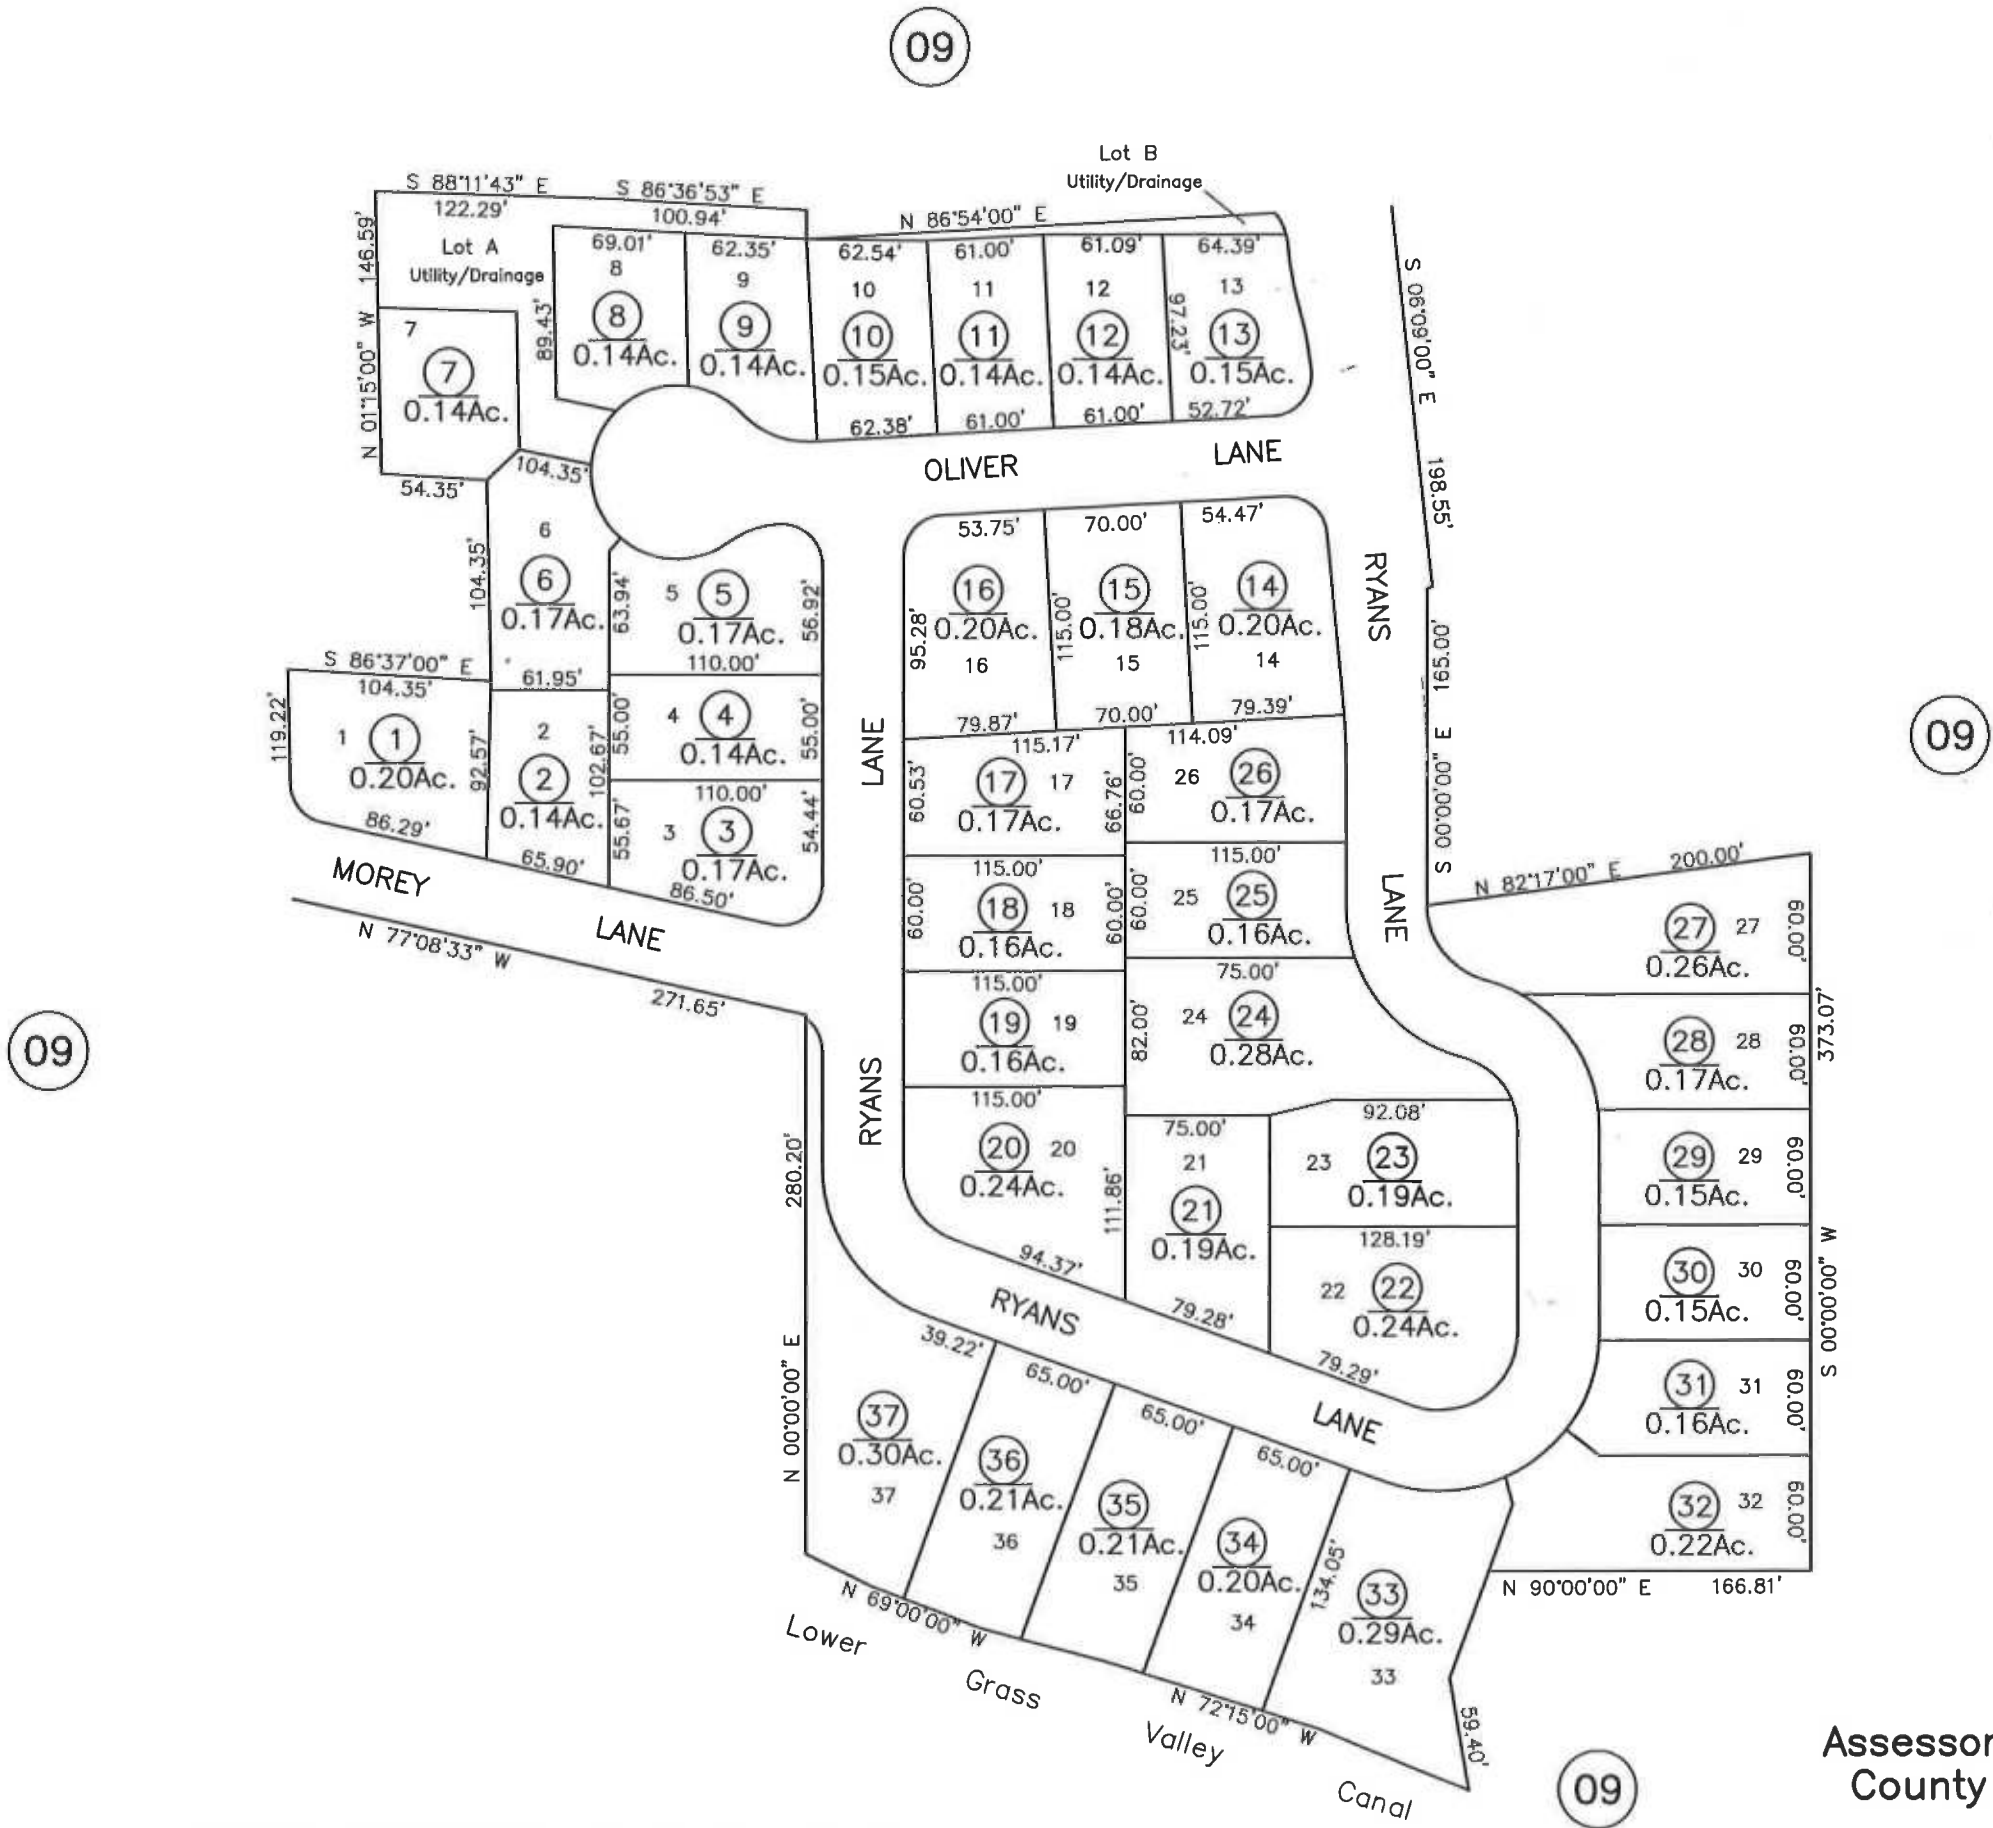 09
Lot B
Utility/Drainage
S 88°11'43" E
S 86°36'53" E
122.29'
100.94'
N 86°54'00" E
146.59'
N 01°15'00" W
Lot A
Utility/Drainage
69.01'
62.35'
62.54'
61.00'
61.09'
64.39'
8
9
10
11
12
13
89.43'
97.23'
8
0.14Ac.
9
0.14Ac.
10
0.15Ac.
11
0.14Ac.
12
0.14Ac.
13
0.15Ac.
7
7
0.14Ac.
62.38'
61.00'
61.00'
52.72'
S 06°09'00" E
198.55'
OLIVER LANE
104.35'
54.35'
6
6
0.17Ac.
104.35'
63.94'
5
5
0.17Ac.
56.92'
53.75'
70.00'
54.47'
16
0.20Ac.
16
15
0.18Ac.
15
14
0.20Ac.
14
95.28'
115.00'
115.00'
79.87'
70.00'
79.39'
RYANS
LANE
165.00'
S 00°00'00" E
S 86°37'00" E
104.35'
61.95'
110.00'
119.22'
1
1
0.20Ac.
92.57'
2
2
0.14Ac.
102.67'
55.00'
4
4
0.14Ac.
55.00'
110.00'
55.67'
3
3
0.17Ac.
54.44'
86.29'
65.90'
86.50'
MOREY
LANE
N 77°08'33" W
271.65'
LANE
RYANS
115.17'
60.53'
17
17
0.17Ac.
66.76'
114.09'
60.00'
26
26
0.17Ac.
09
115.00'
60.00'
18
18
0.16Ac.
60.00'
115.00'
60.00'
25
25
0.16Ac.
115.00'
19
19
0.16Ac.
75.00'
82.00'
24
24
0.28Ac.
115.00'
20
20
0.24Ac.
111.86'
94.37'
75.00'
21
21
0.19Ac.
79.28'
92.08'
23
23
0.19Ac.
128.19'
22
22
0.24Ac.
79.29'
N 82°17'00" E
200.00'
27
27
0.26Ac.
60.00'
28
28
0.17Ac.
60.00'
373.07'
29
29
0.15Ac.
60.00'
30
30
0.15Ac.
60.00'
S 00°00'00" W
31
31
0.16Ac.
60.00'
32
32
0.22Ac.
60.00'
N 90°00'00" E
166.81'
09
280.20'
N 00°00'00" E
RYANS
LANE
39.22'
65.00'
65.00'
65.00'
37
0.30Ac.
37
36
0.21Ac.
36
35
0.21Ac.
35
34
0.20Ac.
34
134.05'
33
0.29Ac.
33
59.40'
N 69°00'00" W
N 72°15'00" W
Lower
Grass
Valley
Canal
09
Assessor
County